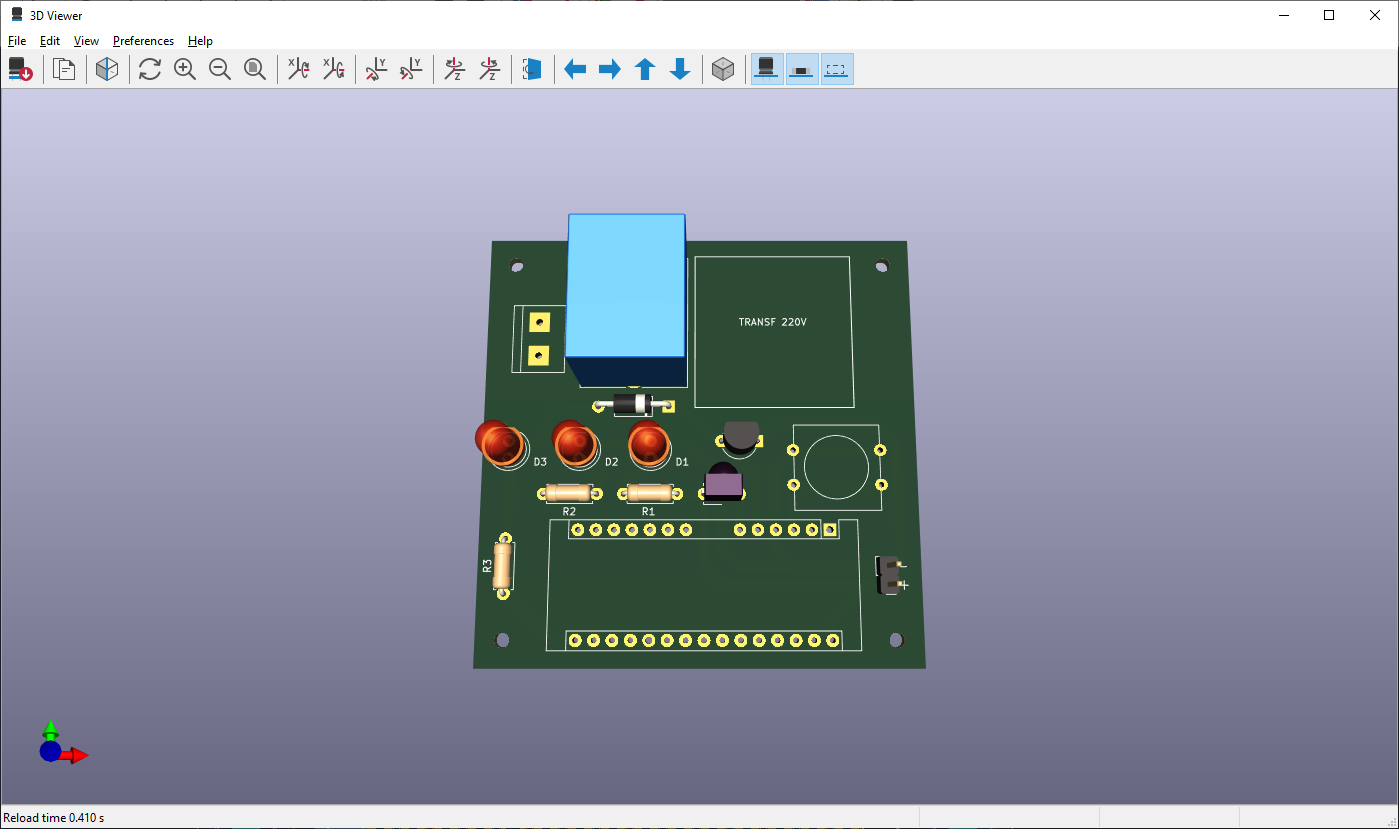 3D Viewer
File Edit View Preferences Help
X X Y Y Z Z
TRANSF 220V
D3 D2 D1
R2 R1
R3
-
+
Reload time 0.410 s